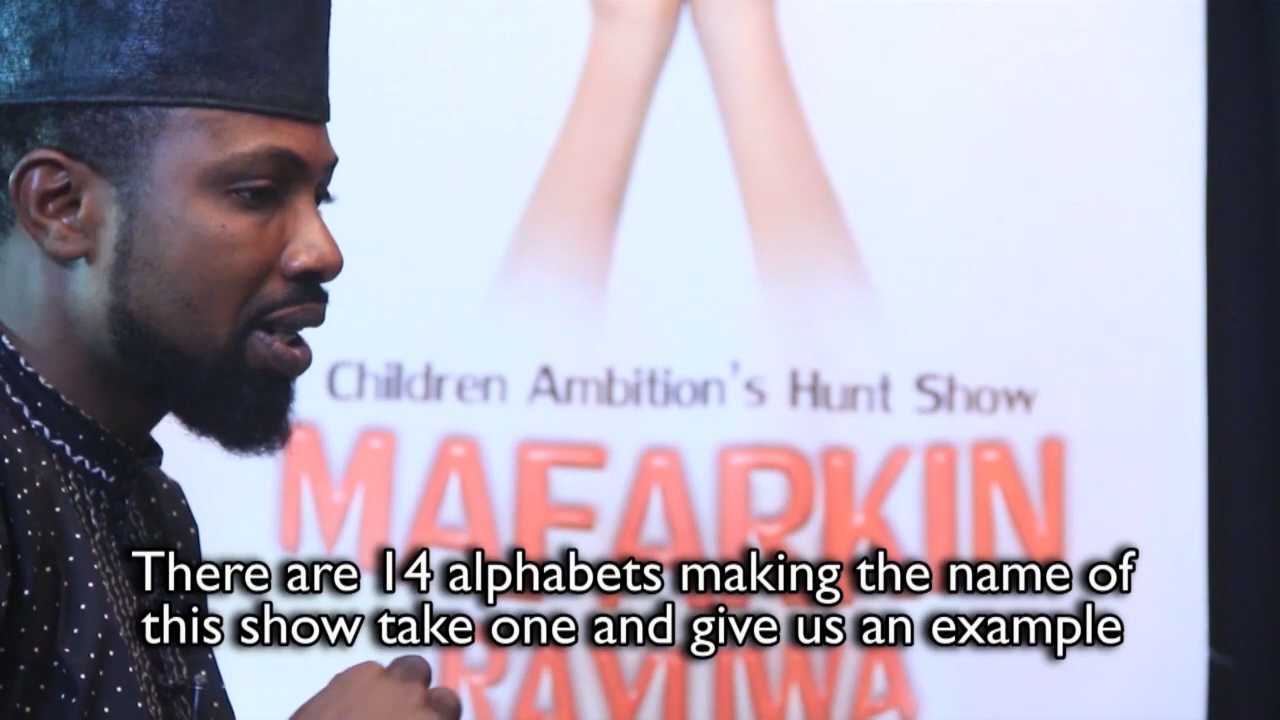 Children Ambition's Hunt Show
MAFARKIN
RAYUWA
There are 14 alphabets making the name of
this show take one and give us an example